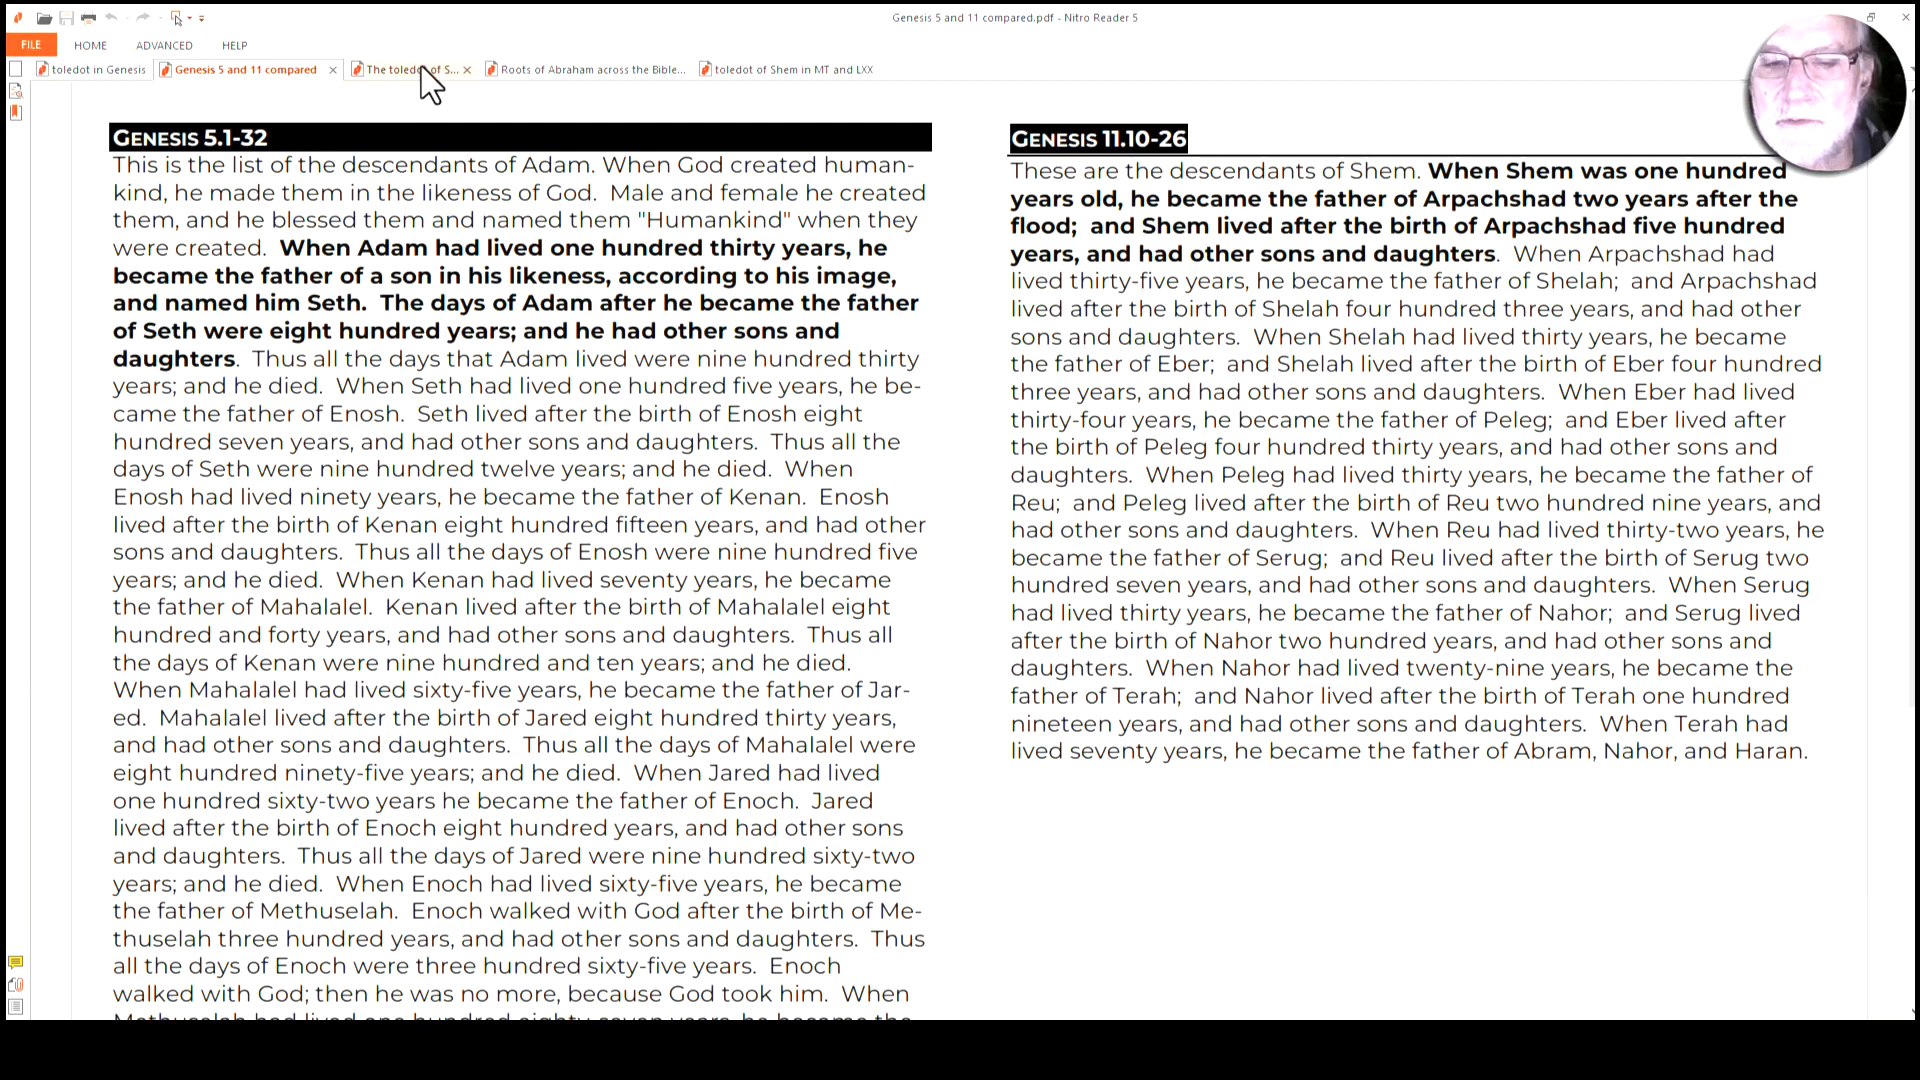 Genesis 5 and 11 compared.pdf - Nitro Reader 5
FILE HOME ADVANCED HELP
toledot in Genesis
Genesis 5 and 11 compared
The toledot of S...
Roots of Abraham across the Bible...
toledot of Shem in MT and LXX
GENESIS 5.1-32
This is the list of the descendants of Adam. When God created human-
kind, he made them in the likeness of God. Male and female he created
them, and he blessed them and named them "Humankind" when they
were created. When Adam had lived one hundred thirty years, he
became the father of a son in his likeness, according to his image,
and named him Seth. The days of Adam after he became the father
of Seth were eight hundred years; and he had other sons and
daughters. Thus all the days that Adam lived were nine hundred thirty
years; and he died. When Seth had lived one hundred five years, he be-
came the father of Enosh. Seth lived after the birth of Enosh eight
hundred seven years, and had other sons and daughters. Thus all the
days of Seth were nine hundred twelve years; and he died. When
Enosh had lived ninety years, he became the father of Kenan. Enosh
lived after the birth of Kenan eight hundred fifteen years, and had other
sons and daughters. Thus all the days of Enosh were nine hundred five
years; and he died. When Kenan had lived seventy years, he became
the father of Mahalalel. Kenan lived after the birth of Mahalalel eight
hundred and forty years, and had other sons and daughters. Thus all
the days of Kenan were nine hundred and ten years; and he died.
When Mahalalel had lived sixty-five years, he became the father of Jar-
ed. Mahalalel lived after the birth of Jared eight hundred thirty years,
and had other sons and daughters. Thus all the days of Mahalalel were
eight hundred ninety-five years; and he died. When Jared had lived
one hundred sixty-two years he became the father of Enoch. Jared
lived after the birth of Enoch eight hundred years, and had other sons
and daughters. Thus all the days of Jared were nine hundred sixty-two
years; and he died. When Enoch had lived sixty-five years, he became
the father of Methuselah. Enoch walked with God after the birth of Me-
thuselah three hundred years, and had other sons and daughters. Thus
all the days of Enoch were three hundred sixty-five years. Enoch
walked with God; then he was no more, because God took him. When
Methuselah had lived one hundred eighty-seven years, he became the
GENESIS 11.10-26
These are the descendants of Shem. When Shem was one hundred
years old, he became the father of Arpachshad two years after the
flood; and Shem lived after the birth of Arpachshad five hundred
years, and had other sons and daughters. When Arpachshad had
lived thirty-five years, he became the father of Shelah; and Arpachshad
lived after the birth of Shelah four hundred three years, and had other
sons and daughters. When Shelah had lived thirty years, he became
the father of Eber; and Shelah lived after the birth of Eber four hundred
three years, and had other sons and daughters. When Eber had lived
thirty-four years, he became the father of Peleg; and Eber lived after
the birth of Peleg four hundred thirty years, and had other sons and
daughters. When Peleg had lived thirty years, he became the father of
Reu; and Peleg lived after the birth of Reu two hundred nine years, and
had other sons and daughters. When Reu had lived thirty-two years, he
became the father of Serug; and Reu lived after the birth of Serug two
hundred seven years, and had other sons and daughters. When Serug
had lived thirty years, he became the father of Nahor; and Serug lived
after the birth of Nahor two hundred years, and had other sons and
daughters. When Nahor had lived twenty-nine years, he became the
father of Terah; and Nahor lived after the birth of Terah one hundred
nineteen years, and had other sons and daughters. When Terah had
lived seventy years, he became the father of Abram, Nahor, and Haran.